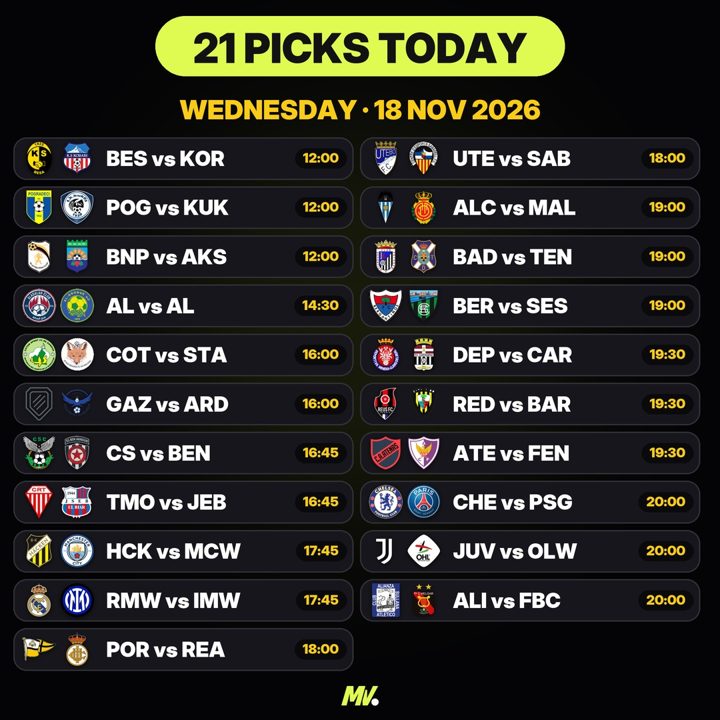 21 PICKS TODAY
WEDNESDAY · 18 NOV 2026
BES vs KOR 12:00
POG vs KUK 12:00
BNP vs AKS 12:00
AL vs AL 14:30
COT vs STA 16:00
GAZ vs ARD 16:00
CS vs BEN 16:45
TMO vs JEB 16:45
HCK vs MCW 17:45
RMW vs IMW 17:45
POR vs REA 18:00
UTE vs SAB 18:00
ALC vs MAL 19:00
BAD vs TEN 19:00
BER vs SES 19:00
DEP vs CAR 19:30
RED vs BAR 19:30
ATE vs FEN 19:30
CHE vs PSG 20:00
JUV vs OLW 20:00
ALI vs FBC 20:00
MV.